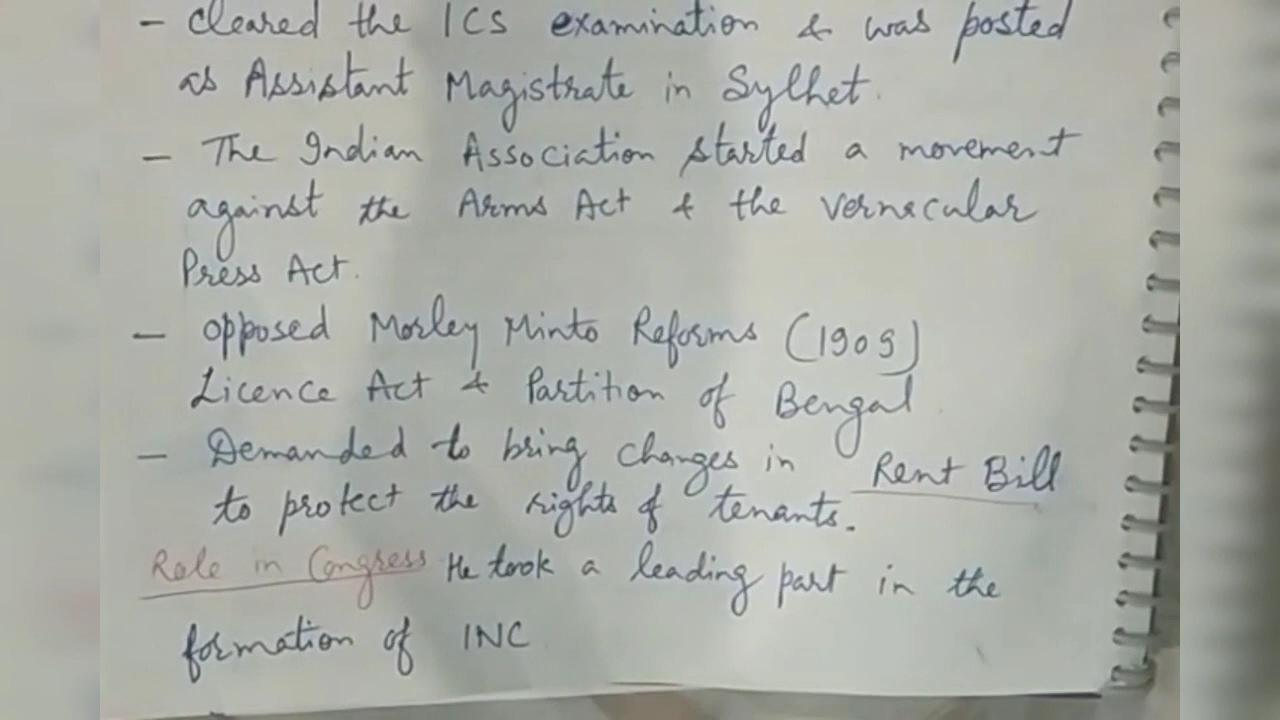 - Cleared the ICS examination & was posted
as Assistant Magistrate in Sylhet.
- The Indian Association started a movement
against the Arms Act & the Vernacular
Press Act.
- opposed Morley Minto Reforms (1909)
Licence Act & Partition of Bengal
- Demanded to bring changes in Rent Bill
to protect the rights of tenants.
Role in Congress He took a leading part in the
formation of INC